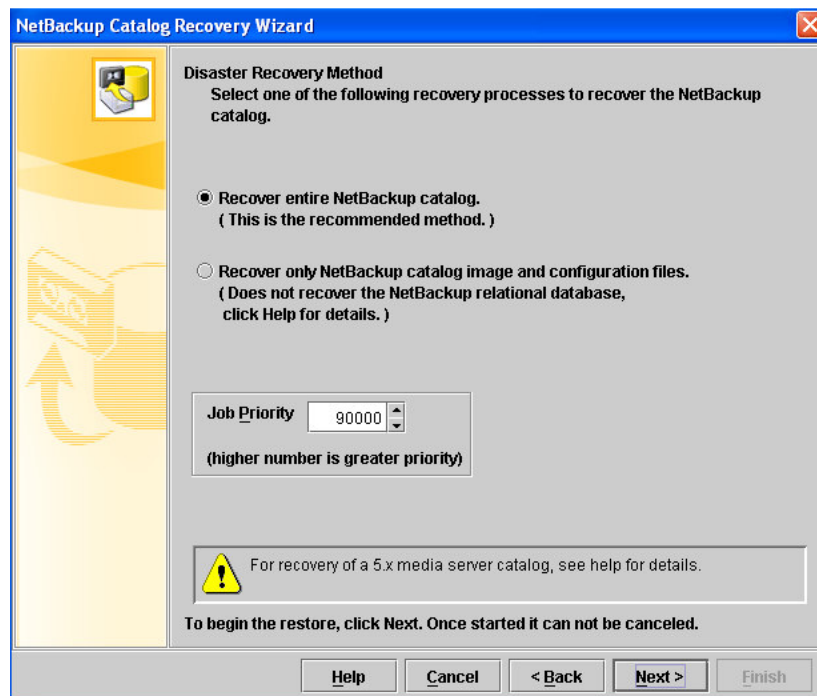 NetBackup Catalog Recovery Wizard
Disaster Recovery Method
Select one of the following recovery processes to recover the NetBackup
catalog.
Recover entire NetBackup catalog.
( This is the recommended method. )
Recover only NetBackup catalog image and configuration files.
( Does not recover the NetBackup relational database,
click Help for details. )
Job Priority 90000
(higher number is greater priority)
For recovery of a 5.x media server catalog, see help for details.
To begin the restore, click Next. Once started it can not be canceled.
Help Cancel < Back Next > Finish